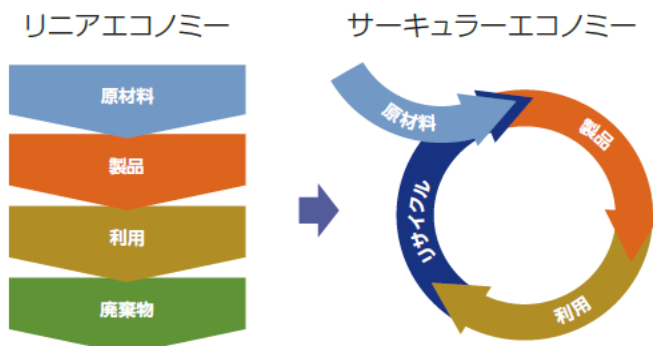 リニアエコノミー
原材料
製品
利用
廃棄物
サーキュラーエコノミー
原材料
製品
利用
リサイクル